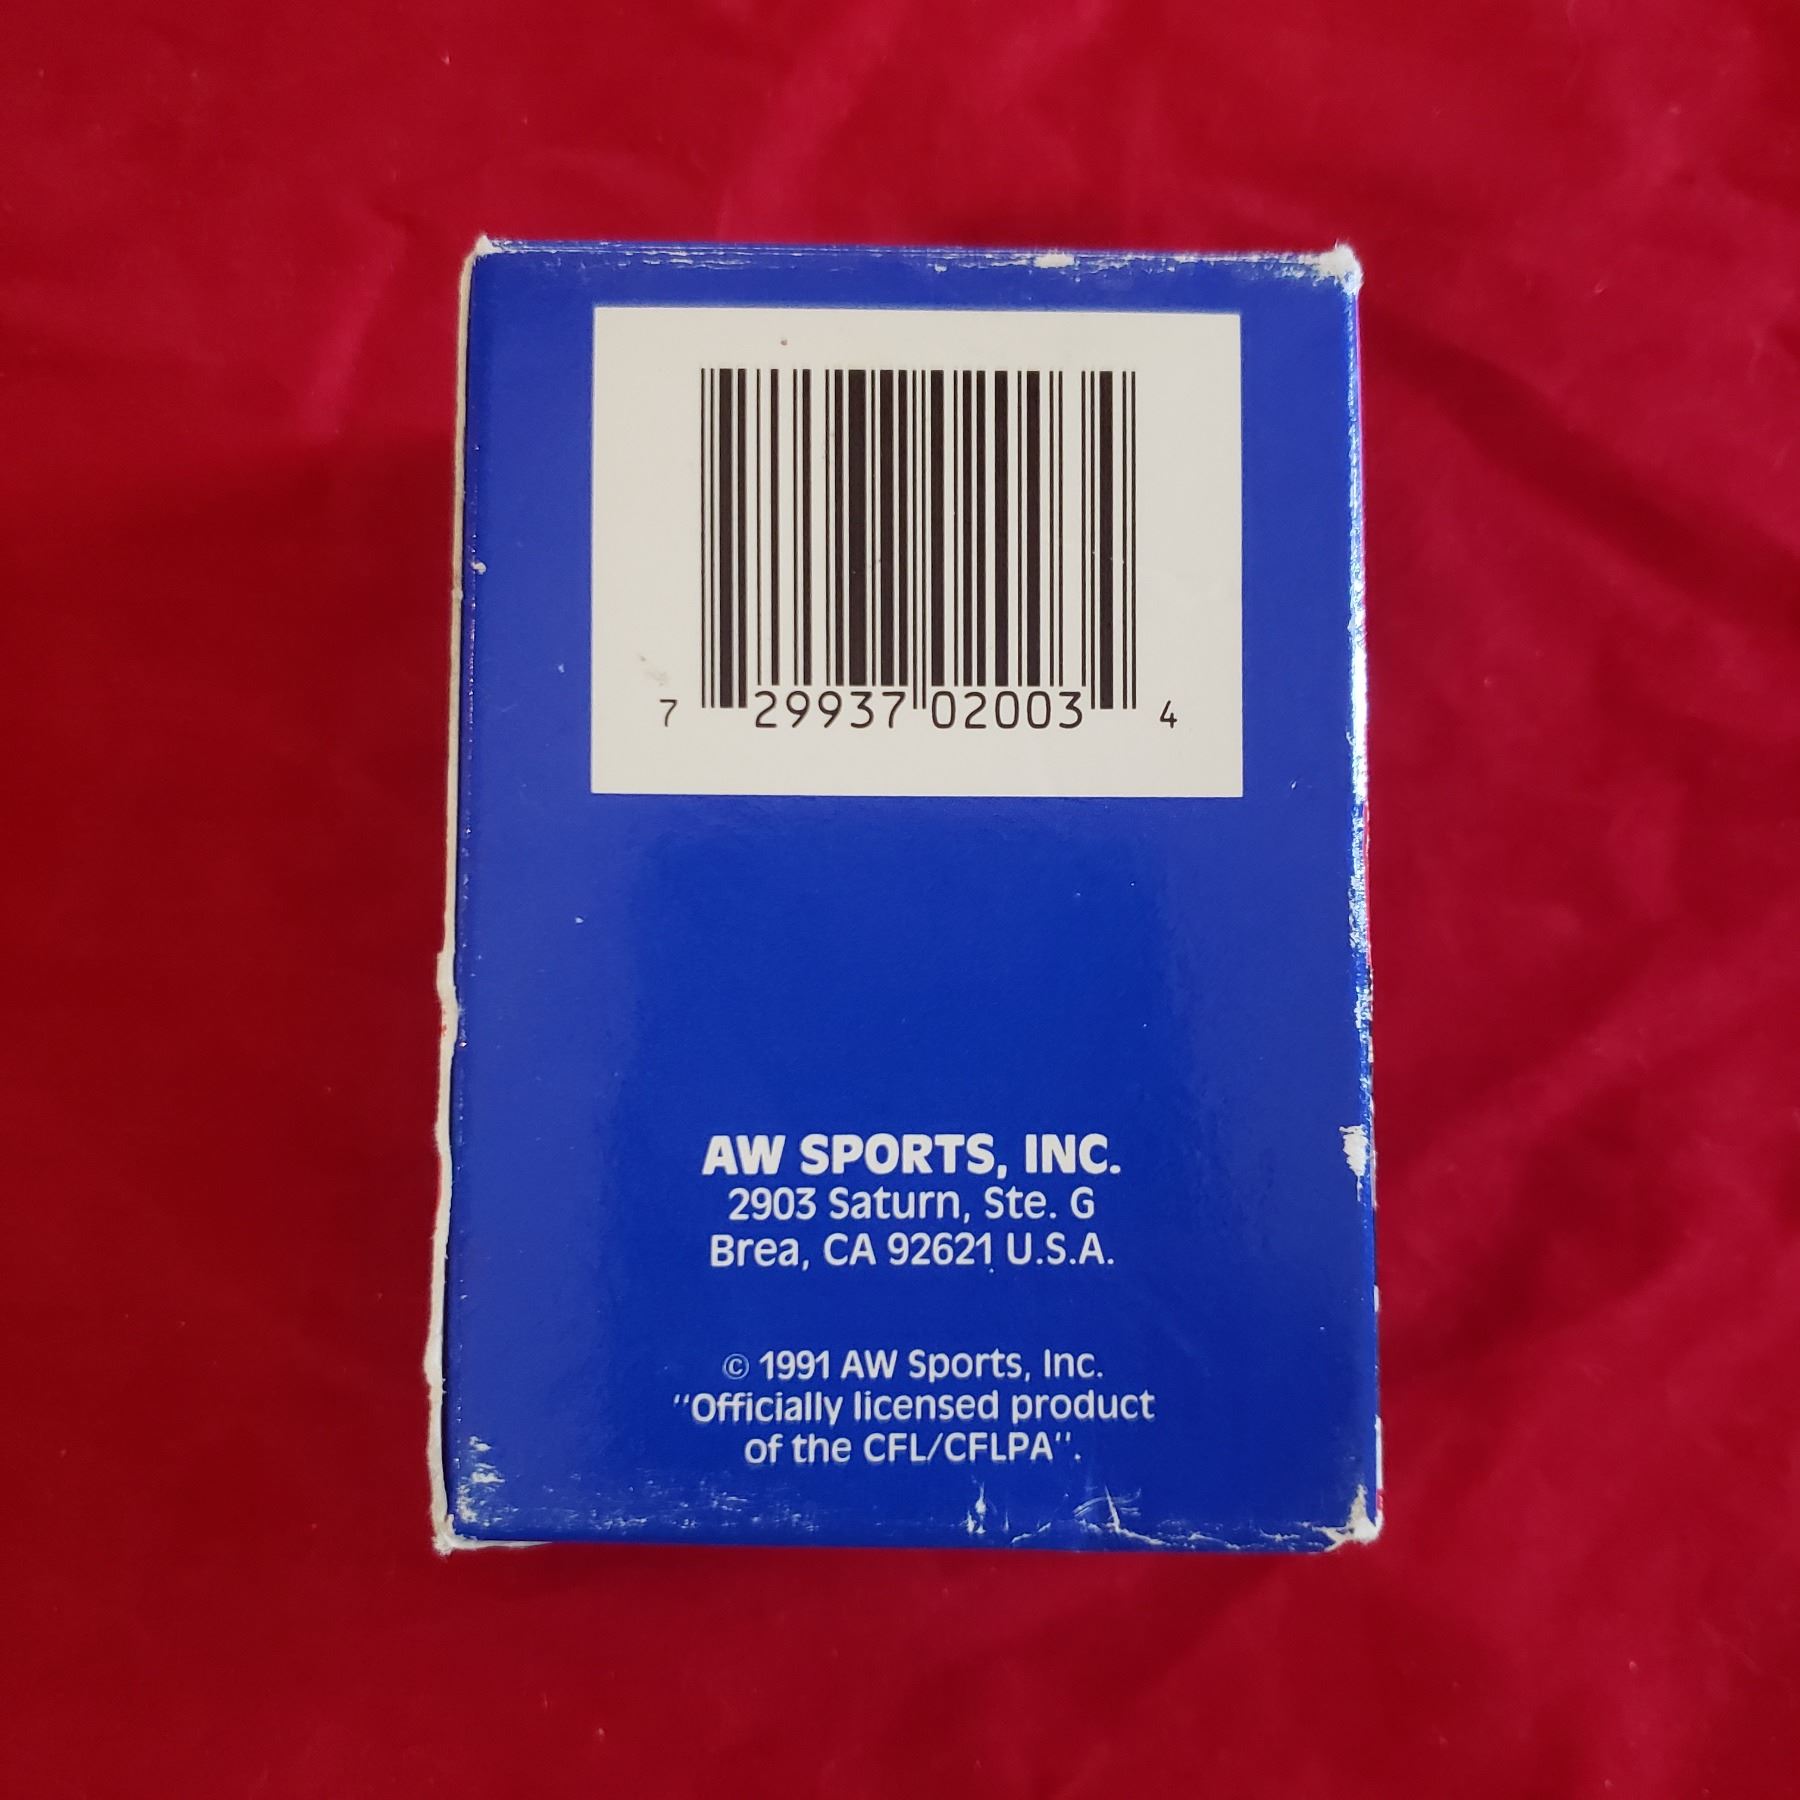 7 29937 02003 4
AW SPORTS, INC.
2903 Saturn, Ste. G
Brea, CA 92621 U.S.A.
© 1991 AW Sports, Inc.
"Officially licensed product
of the CFL/CFLPA".